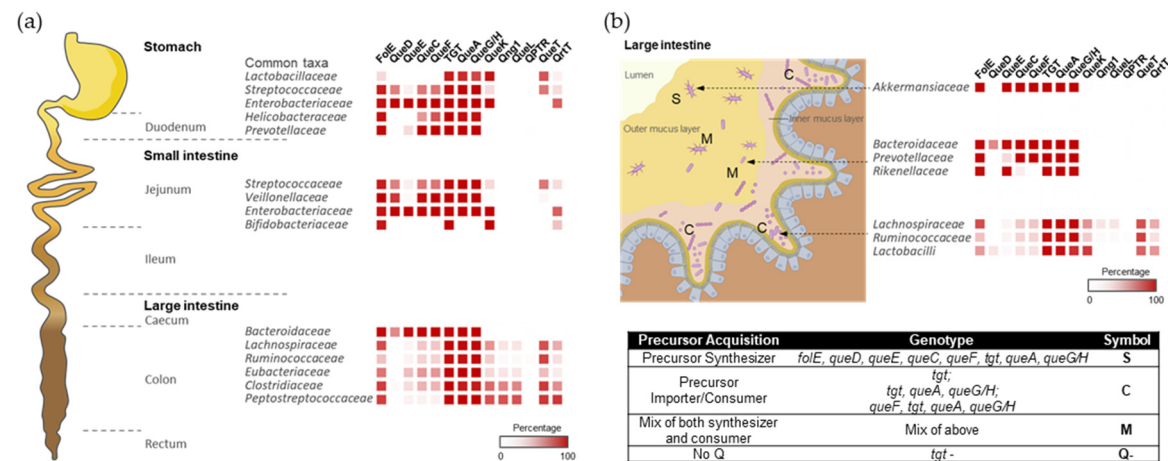 (a)
Stomach
FolE QueD QueE QueC QueF TGT QueA QueG/H QueK Qng1 QueL QPTR QueT QrtT
Common taxa
Lactobacillaceae
Streptococcaceae
Enterobacteriaceae
Helicobacteraceae
Prevotellaceae
Duodenum
Small intestine
Jejunum
Streptococcaceae
Veillonellaceae
Enterobacteriaceae
Bifidobacteriaceae
Ileum
Large intestine
Caecum
Bacteroidaceae
Lachnospiraceae
Ruminococcaceae
Eubacteriaceae
Clostridiaceae
Peptostreptococcaceae
Colon
Rectum
Percentage
0 100
(b)
Large intestine
FolE QueD QueE QueC QueF TGT QueA QueG/H QueK Qng1 QueL QPTR QueT QrtT
Lumen
C
S
Akkermansiaceae
Outer mucus layer
Inner mucus layer
M
Bacteroidaceae
M
Prevotellaceae
Rikenellaceae
C
C
Lachnospiraceae
Ruminococcaceae
Lactobacilli
Percentage
0 100
Precursor Acquisition Genotype Symbol
Precursor Synthesizer folE, queD, queE, queC, queF, tgt, queA, queG/H S
Precursor Importer/Consumer tgt; C
tgt, queA, queG/H;
queF, tgt, queA, queG/H
Mix of both synthesizer and consumer Mix of above M
No Q tgt - Q-